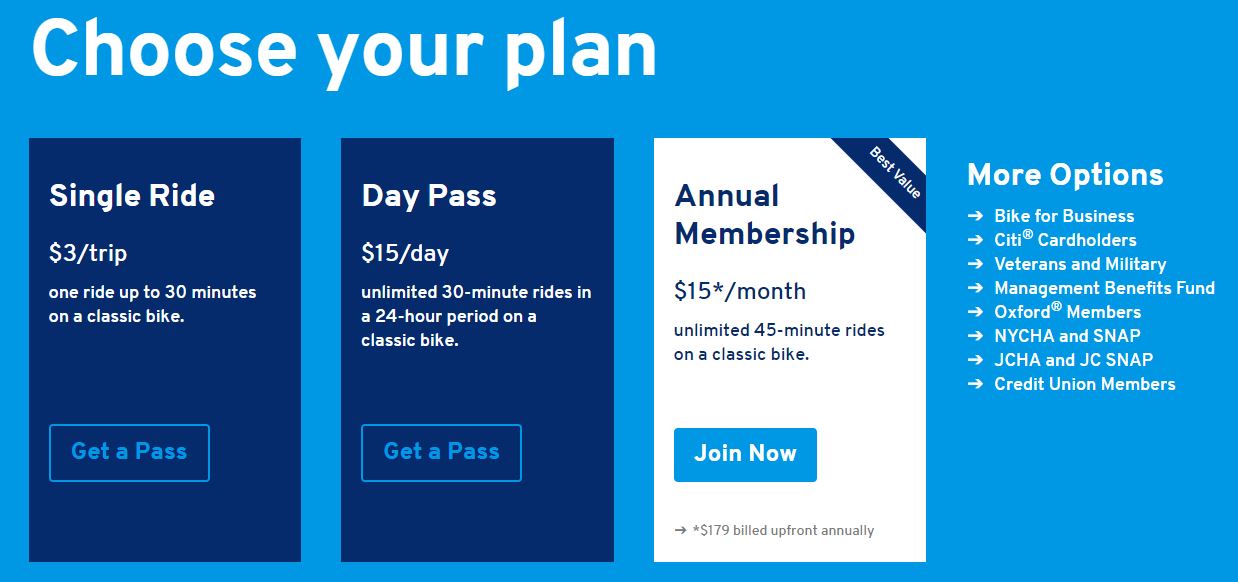 Choose your plan
Single Ride
$3/trip
one ride up to 30 minutes
on a classic bike.
Get a Pass
Day Pass
$15/day
unlimited 30-minute rides in
a 24-hour period on a
classic bike.
Get a Pass
Best Value
Annual
Membership
$15*/month
unlimited 45-minute rides
on a classic bike.
Join Now
➔ *$179 billed upfront annually
More Options
➔ Bike for Business
➔ Citi® Cardholders
➔ Veterans and Military
➔ Management Benefits Fund
➔ Oxford® Members
➔ NYCHA and SNAP
➔ JCHA and JC SNAP
➔ Credit Union Members